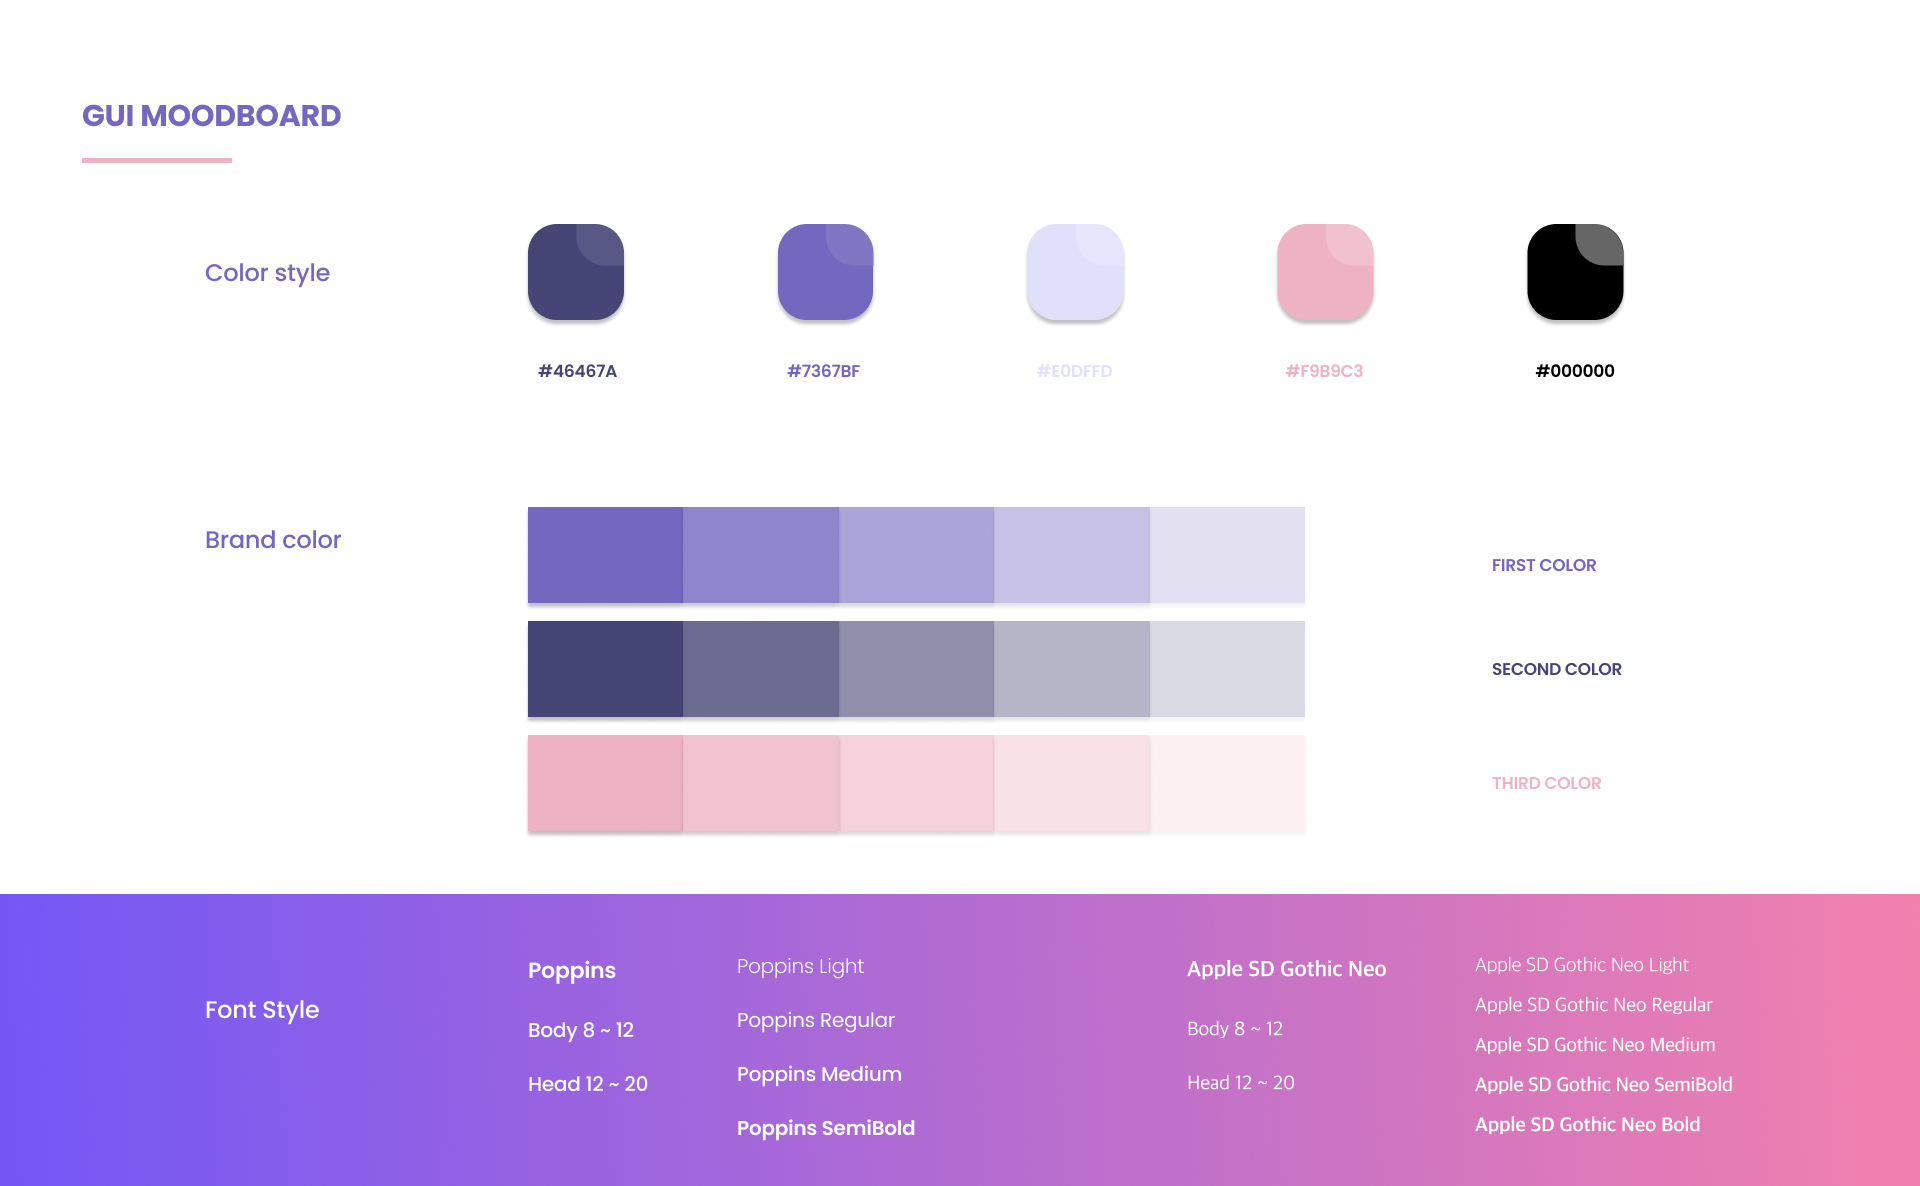 GUI MOODBOARD
Color style
#46467A
#7367BF
#E0DFFD
#F9B9C3
#000000
Brand color
FIRST COLOR
SECOND COLOR
THIRD COLOR
Font Style
Poppins
Body 8 ~ 12
Head 12 ~ 20
Poppins Light
Poppins Regular
Poppins Medium
Poppins SemiBold
Apple SD Gothic Neo
Body 8 ~ 12
Head 12 ~ 20
Apple SD Gothic Neo Light
Apple SD Gothic Neo Regular
Apple SD Gothic Neo Medium
Apple SD Gothic Neo SemiBold
Apple SD Gothic Neo Bold